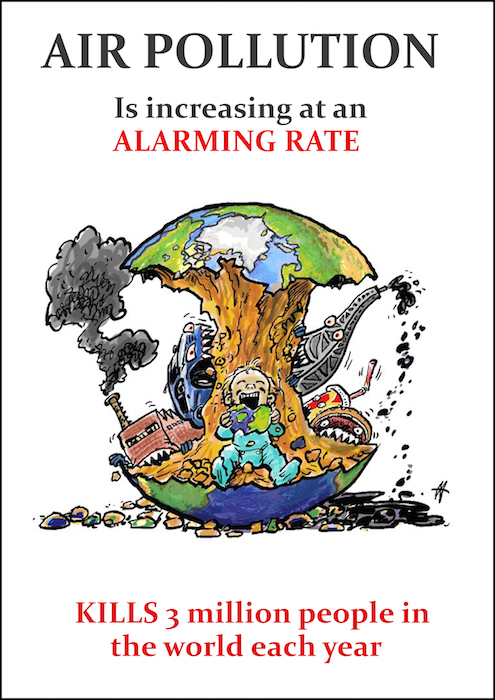 AIR POLLUTION
Is increasing at an
ALARMING RATE
KILLS 3 million people in
the world each year